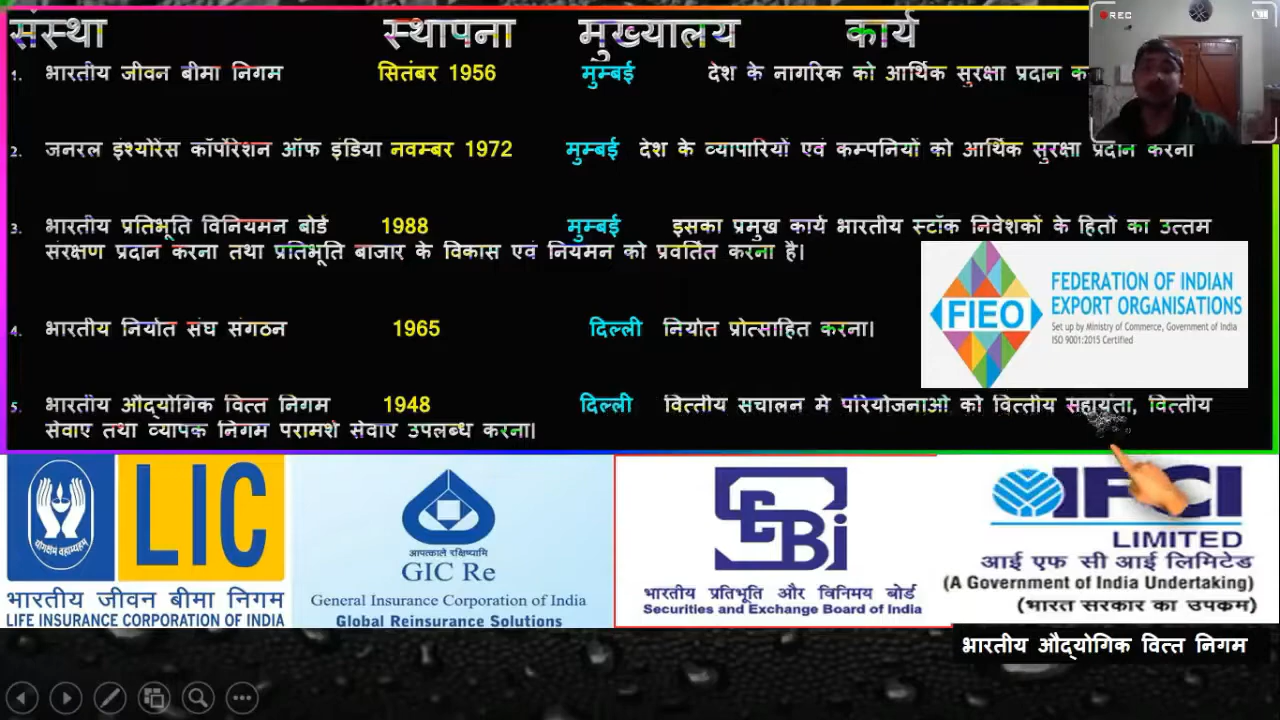 संस्था स्थापना मुख्यालय कार्य
REC
1. भारतीय जीवन बीमा निगम सितंबर 1956 मुम्बई देश के नागरिक को आर्थिक सुरक्षा प्रदान
2. जनरल इंश्योरेंस कॉर्पोरेशन ऑफ इंडिया नवम्बर 1972 मुम्बई देश के व्यापारियों एवं कम्पनियों को आर्थिक सुरक्षा प्रदान करना
3. भारतीय प्रतिभूति विनियमन बोर्ड 1988 मुम्बई इसका प्रमुख कार्य भारतीय स्टॉक निवेशकों के हितों का उत्तम
संरक्षण प्रदान करना तथा प्रतिभूति बाजार के विकास एवं नियमन को प्रवर्तित करना है।
4. भारतीय निर्यात संघ संगठन 1965 दिल्ली निर्यात प्रोत्साहित करना।
FIEO
FEDERATION OF INDIAN
EXPORT ORGANISATIONS
Set up by Ministry of Commerce, Government of India
ISO 9001:2015 Certified
5. भारतीय औद्योगिक वित्त निगम 1948 दिल्ली वित्तीय संचालन में परियोजनाओं को वित्तीय सहायता, वित्तीय
सेवाएं तथा व्यापक निगम परामर्श सेवाएं उपलब्ध करना।
योगक्षेमं वहाम्यहम्
LIC
भारतीय जीवन बीमा निगम
LIFE INSURANCE CORPORATION OF INDIA
आपत्काले रक्षिष्यामि
GIC Re
General Insurance Corporation of India
Global Reinsurance Solutions
SEBI
भारतीय प्रतिभूति और विनिमय बोर्ड
Securities and Exchange Board of India
IFCI
LIMITED
आई एफ सी आई लिमिटेड
(A Government of India Undertaking)
(भारत सरकार का उपक्रम)
भारतीय औद्योगिक वित्त निगम